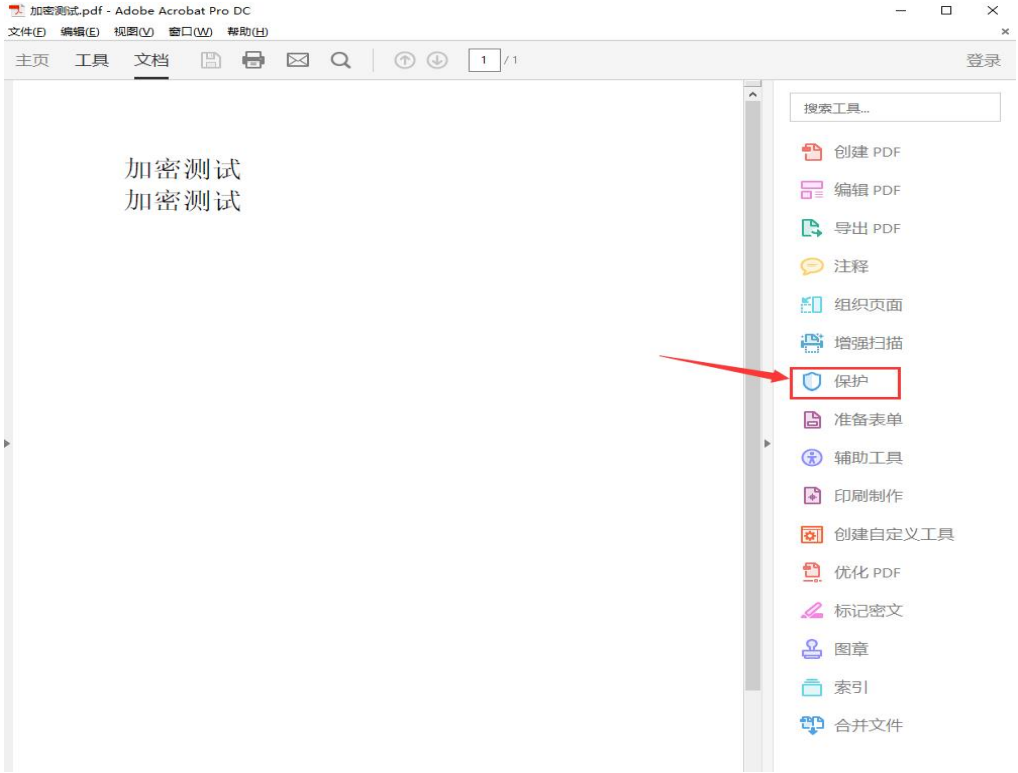 加密测试.pdf - Adobe Acrobat Pro DC
文件(F) 编辑(E) 视图(V) 窗口(W) 帮助(H)
主页 工具 文档 1 / 1 登录
加密测试
加密测试
搜索工具...
创建 PDF
编辑 PDF
导出 PDF
注释
组织页面
增强扫描
保护
准备表单
辅助工具
印刷制作
创建自定义工具
优化 PDF
标记密文
图章
索引
合并文件